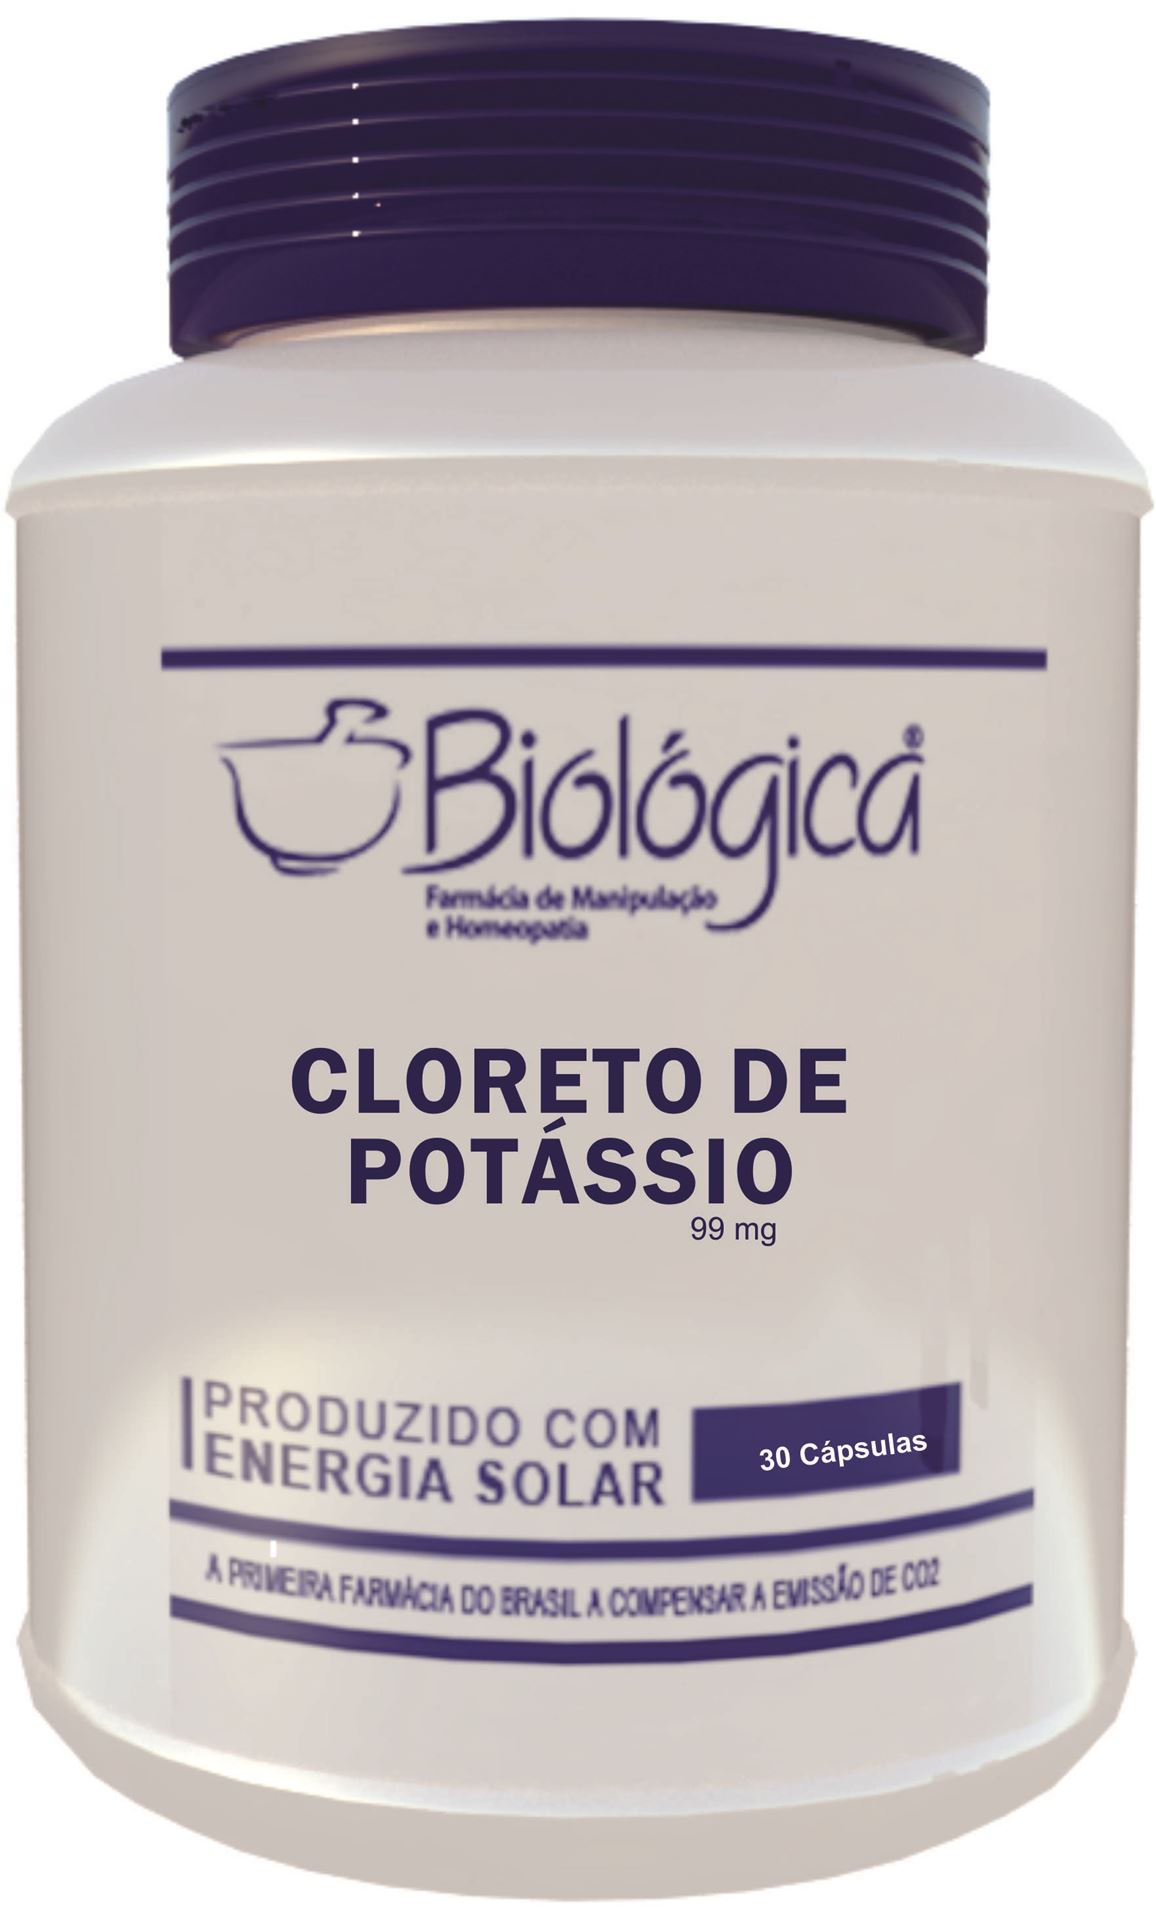 Biológica®
Farmácia de Manipulação
e Homeopatia
CLORETO DE
POTÁSSIO
99 mg
PRODUZIDO COM
ENERGIA SOLAR
30 Cápsulas
A PRIMEIRA FARMÁCIA DO BRASIL A COMPENSAR A EMISSÃO DE CO2